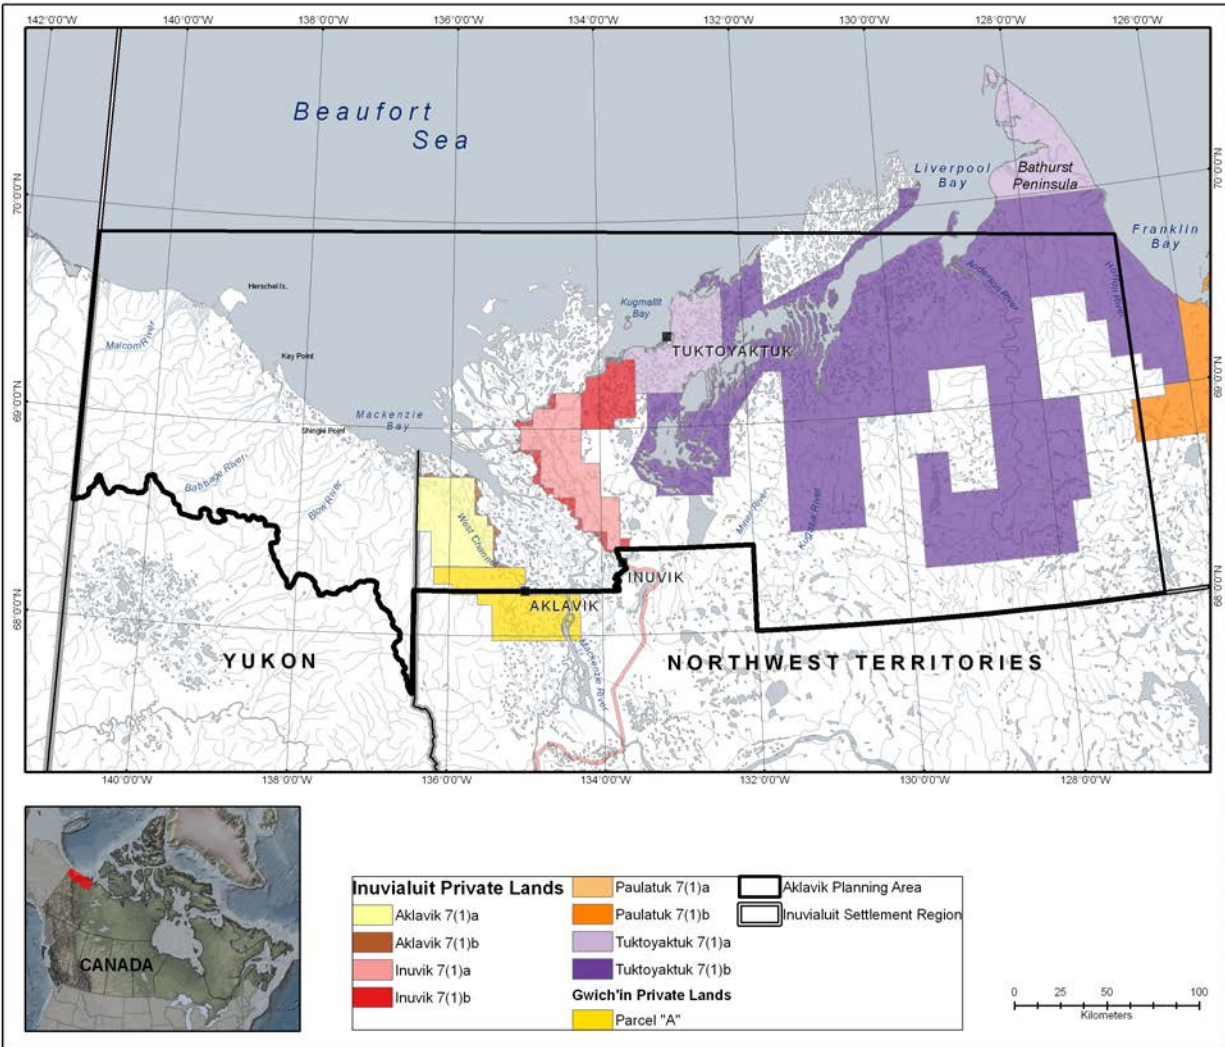 142°0'0"W
140°0'0"W
138°0'0"W
136°0'0"W
134°0'0"W
132°0'0"W
130°0'0"W
128°0'0"W
126°0'0"W
Beaufort
Sea
Liverpool
Bay
Bathurst
Peninsula
70°0'0"N
70°0'0"N
Franklin
Bay
Herschel Is.
Kugmallit
Bay
Anderson River
Horton River
Malcom River
TUKTOYAKTUK
Kay Point
69°0'0"N
69°0'0"N
Mackenzie
Bay
Shingle Point
Babbage River
Blow River
West Channel
Miner River
Kugaluk River
INUVIK
68°0'0"N
68°0'0"N
AKLAVIK
Mackenzie River
YUKON
NORTHWEST TERRITORIES
140°0'0"W
138°0'0"W
136°0'0"W
134°0'0"W
132°0'0"W
130°0'0"W
128°0'0"W
CANADA
Inuvialuit Private Lands
Aklavik 7(1)a
Aklavik 7(1)b
Inuvik 7(1)a
Inuvik 7(1)b
Paulatuk 7(1)a
Paulatuk 7(1)b
Tuktoyaktuk 7(1)a
Tuktoyaktuk 7(1)b
Gwich'in Private Lands
Parcel "A"
Aklavik Planning Area
Inuvialuit Settlement Region
0 25 50 100
Kilometers